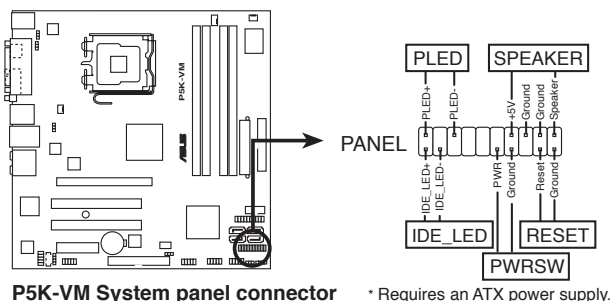 PLED SPEAKER
PLED+
PLED-
+5V
Ground
Ground
Speaker
P5K-VM
ASUS
PANEL
IDE_LED+
IDE_LED-
PWR
Ground
Reset
Ground
IDE_LED RESET
PWRSW
P5K-VM System panel connector
* Requires an ATX power supply.